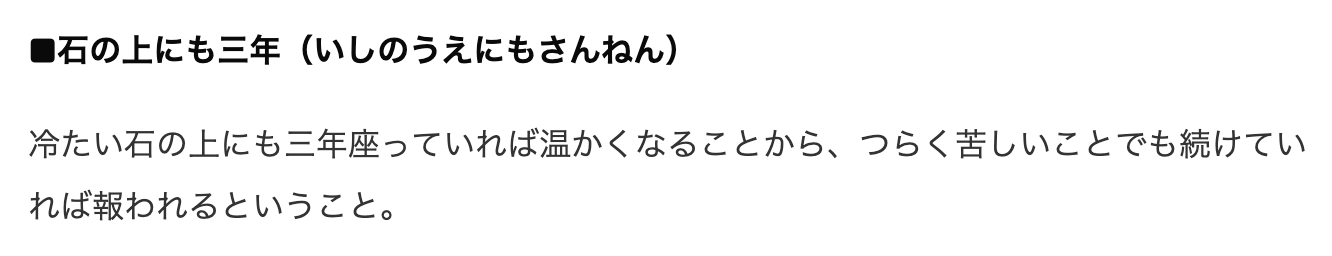 ■石の上にも三年（いしのうえにもさんねん）
冷たい石の上にも三年座っていれば温かくなることから、つらく苦しいことでも続けてい
れば報われるということ。